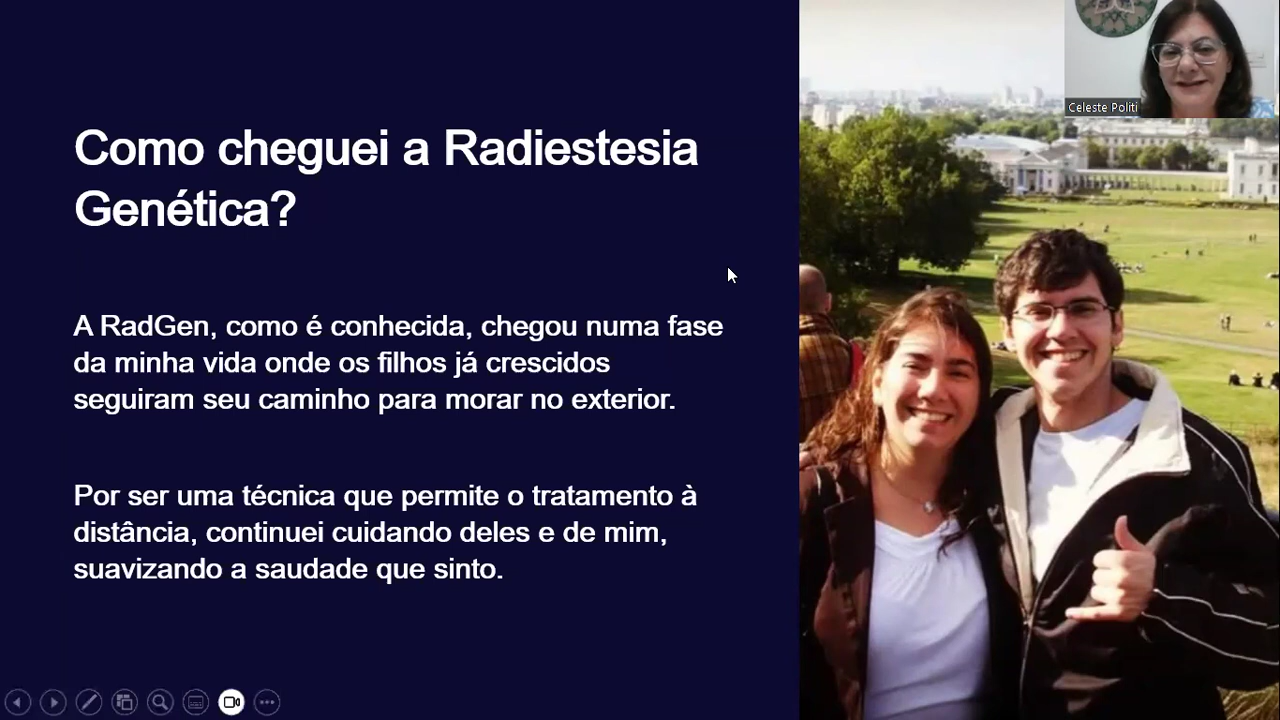 Como cheguei a Radiestesia
Genética?
A RadGen, como é conhecida, chegou numa fase
da minha vida onde os filhos já crescidos
seguiram seu caminho para morar no exterior.
Por ser uma técnica que permite o tratamento à
distância, continuei cuidando deles e de mim,
suavizando a saudade que sinto.
Celeste Politi